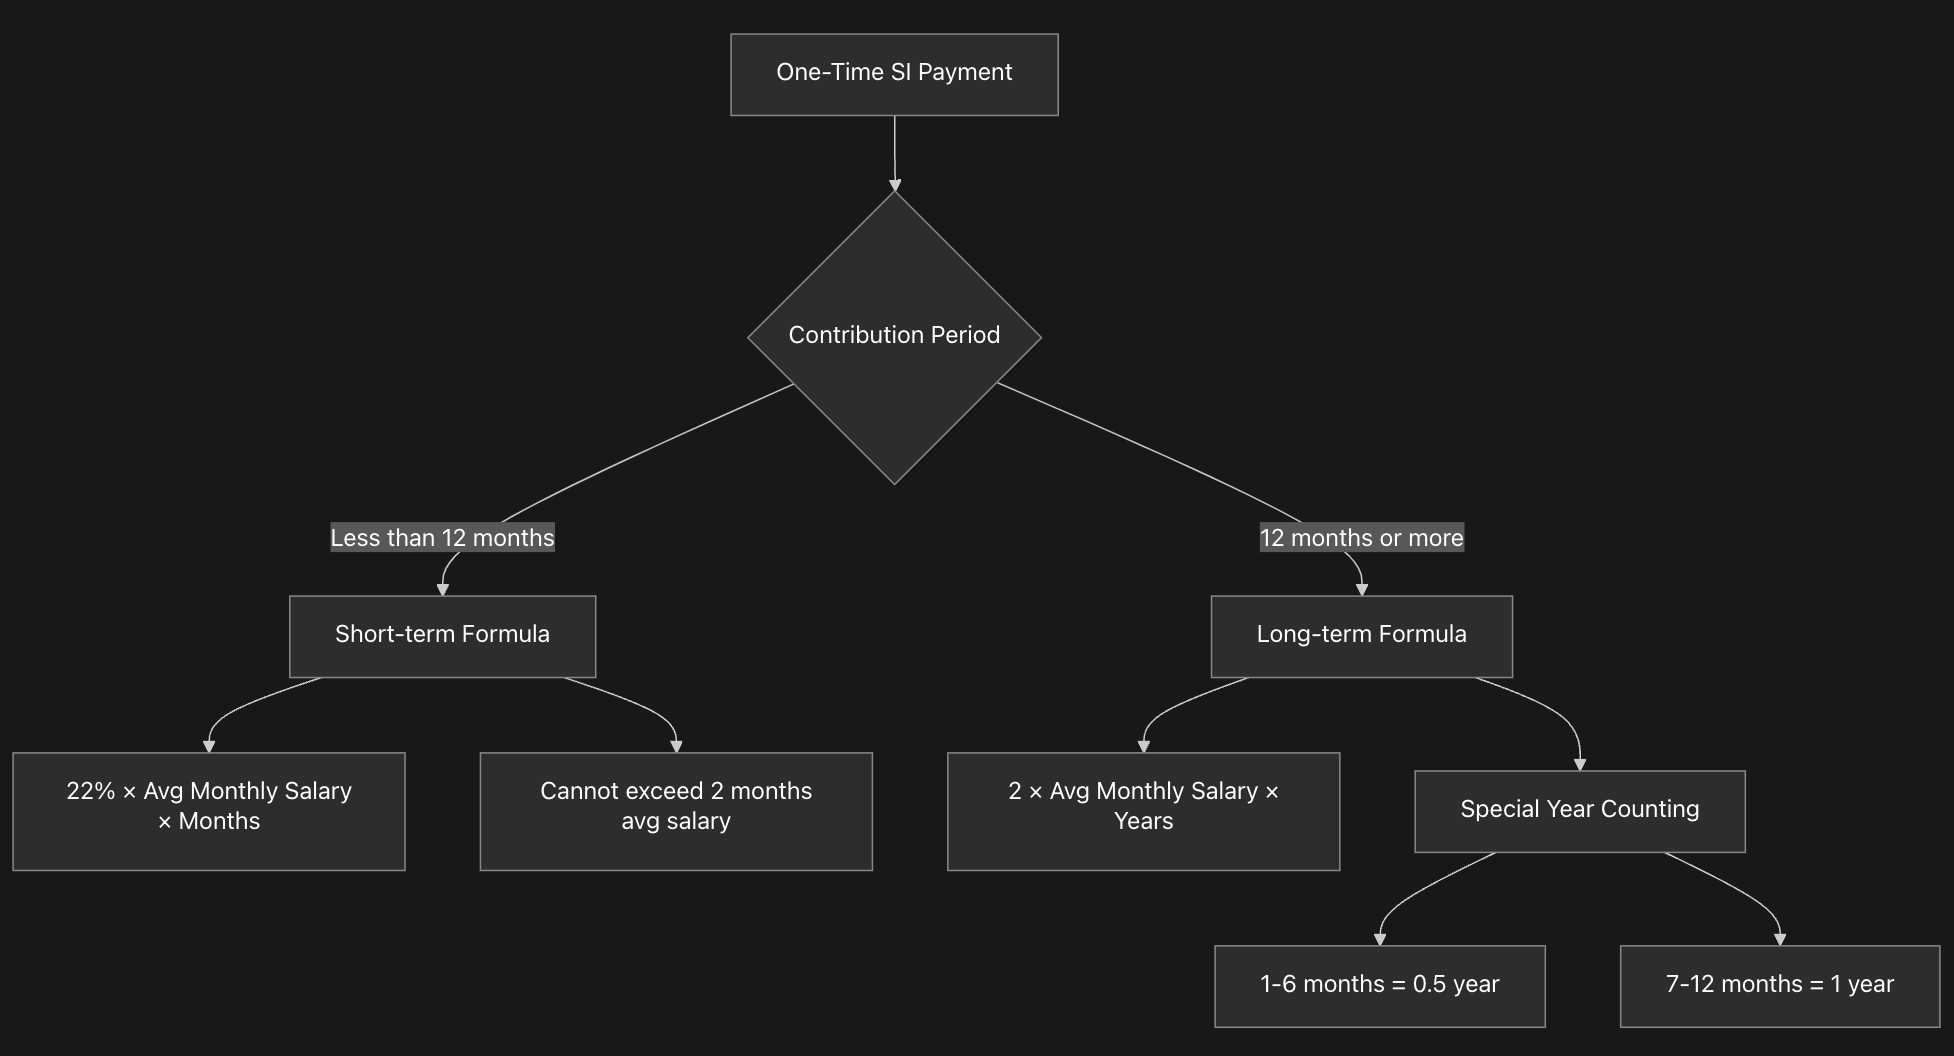 One-Time SI Payment
Contribution Period
Less than 12 months
12 months or more
Short-term Formula
Long-term Formula
22% × Avg Monthly Salary
× Months
Cannot exceed 2 months
avg salary
2 × Avg Monthly Salary ×
Years
Special Year Counting
1-6 months = 0.5 year
7-12 months = 1 year